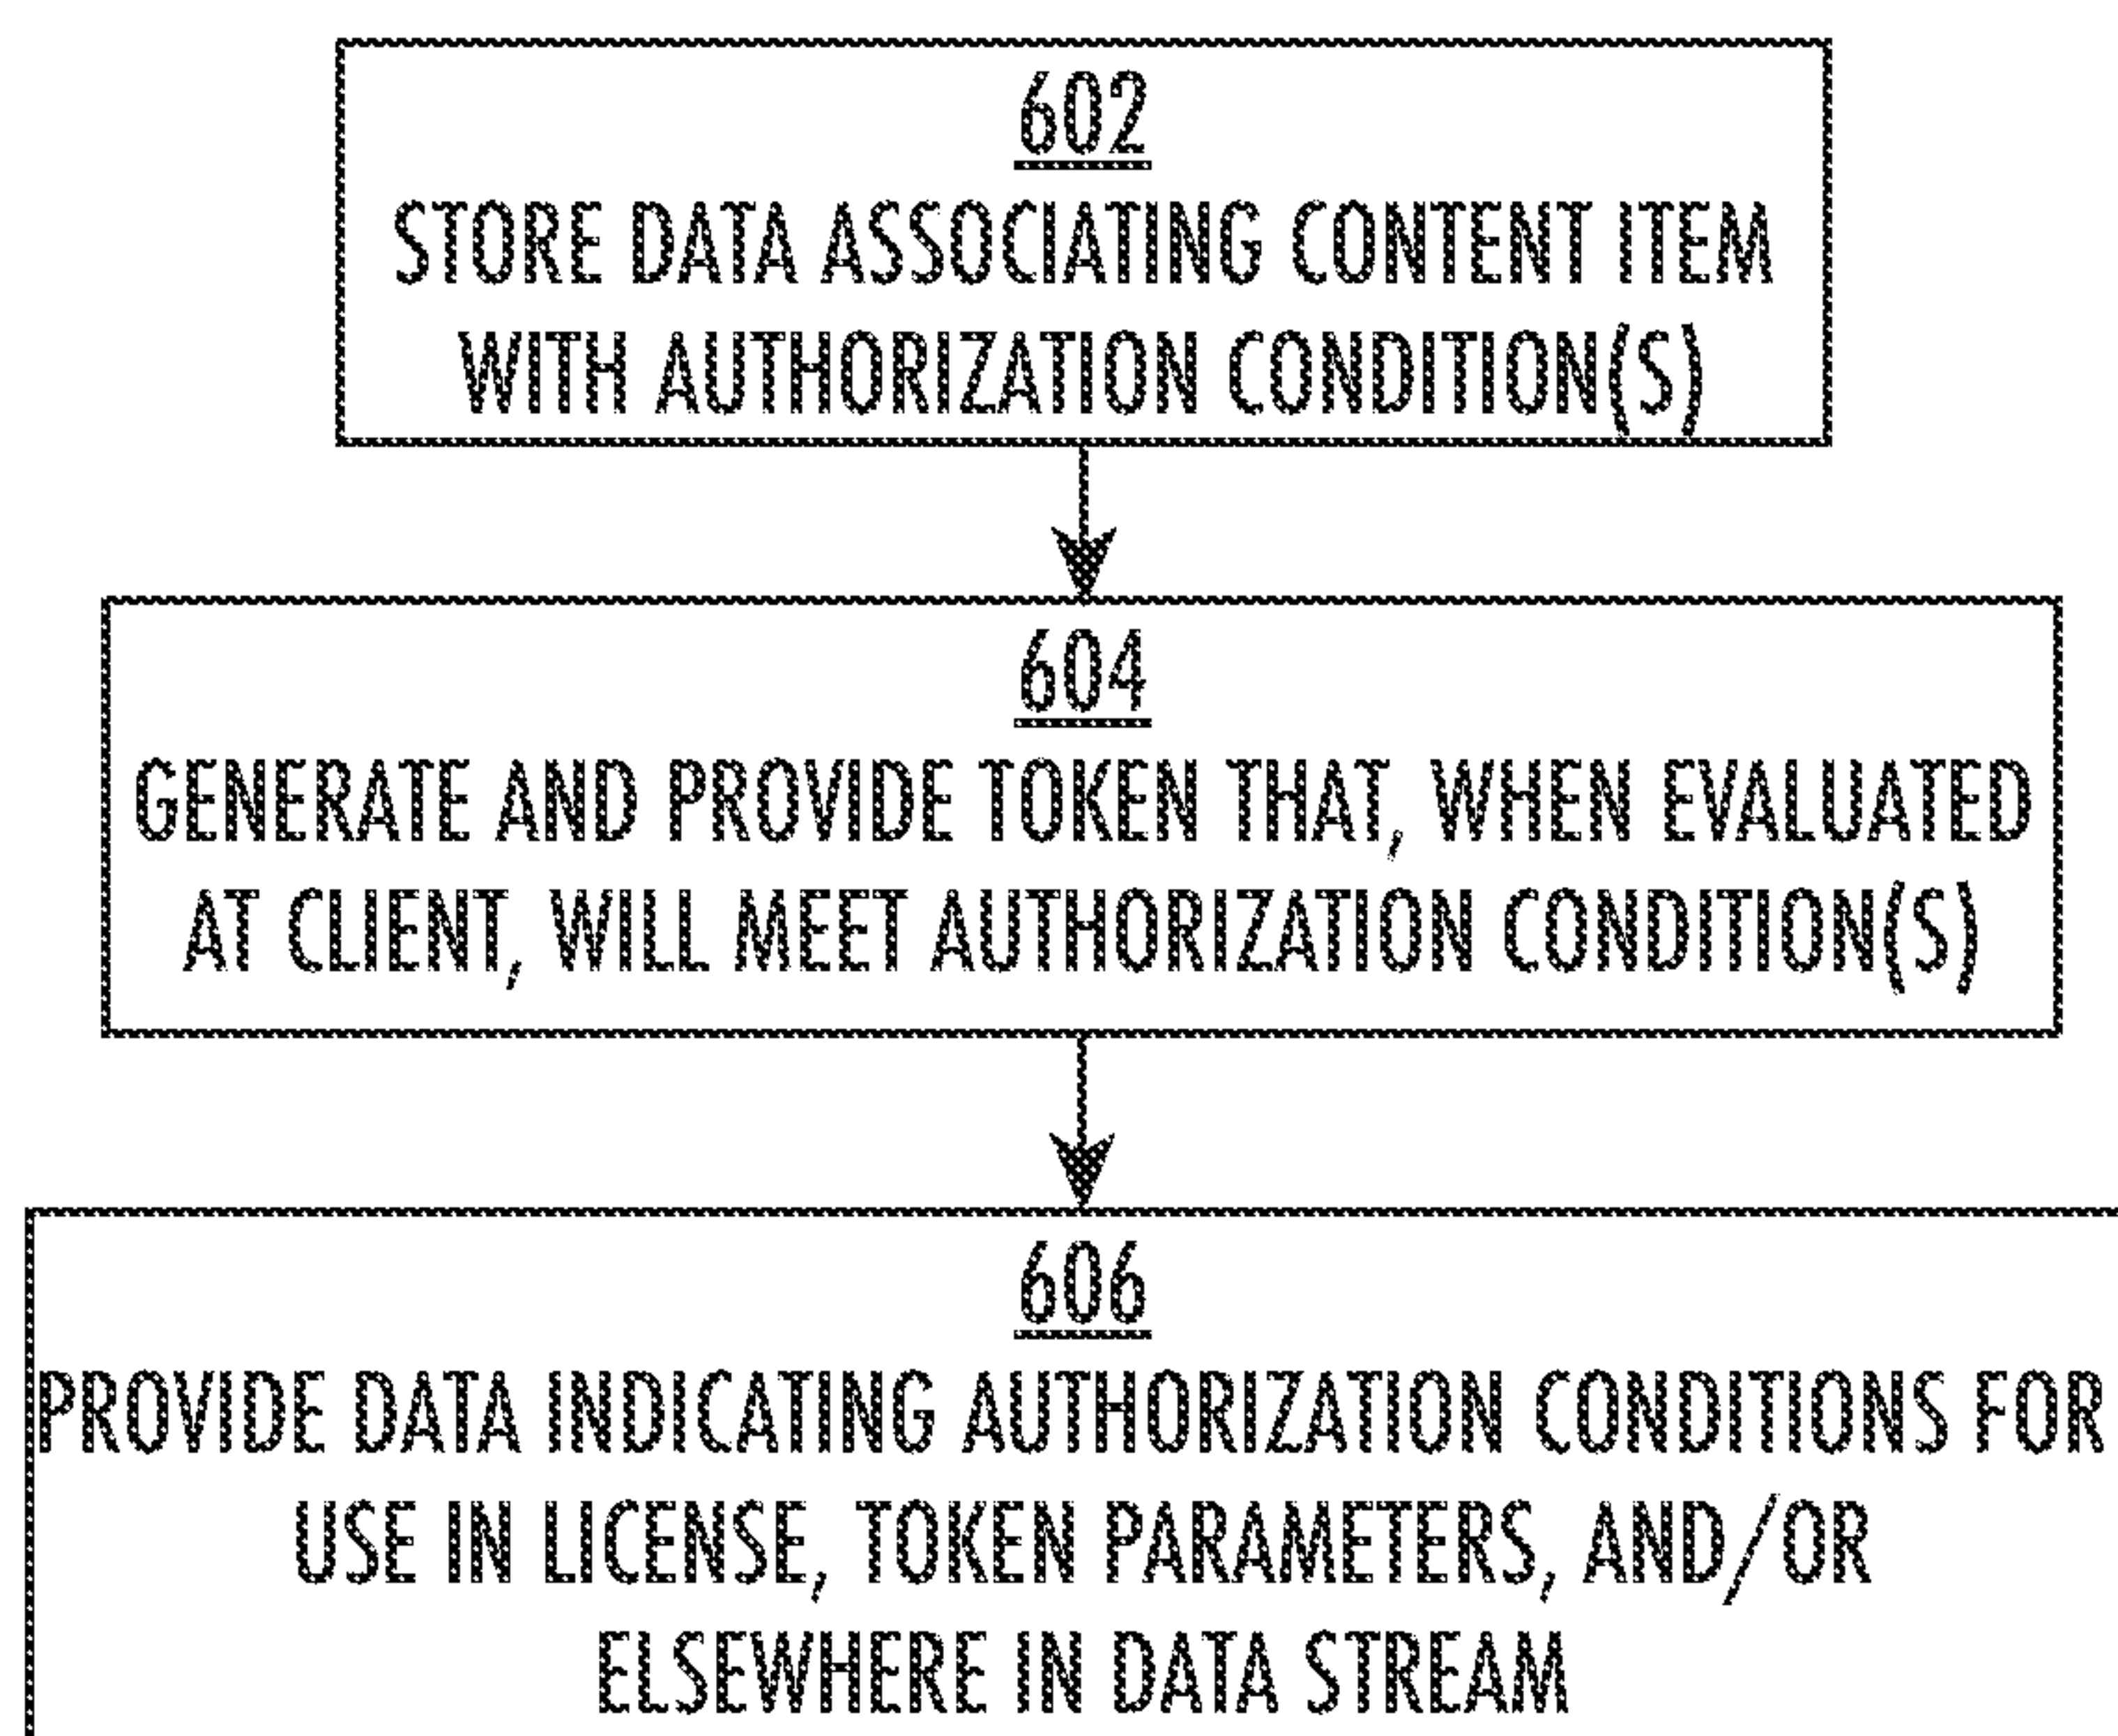 602
STORE DATA ASSOCIATING CONTENT ITEM
WITH AUTHORIZATION CONDITION(S)
604
GENERATE AND PROVIDE TOKEN THAT, WHEN EVALUATED
AT CLIENT, WILL MEET AUTHORIZATION CONDITION(S)
606
PROVIDE DATA INDICATING AUTHORIZATION CONDITIONS FOR
USE IN LICENSE, TOKEN PARAMETERS, AND/OR
ELSEWHERE IN DATA STREAM